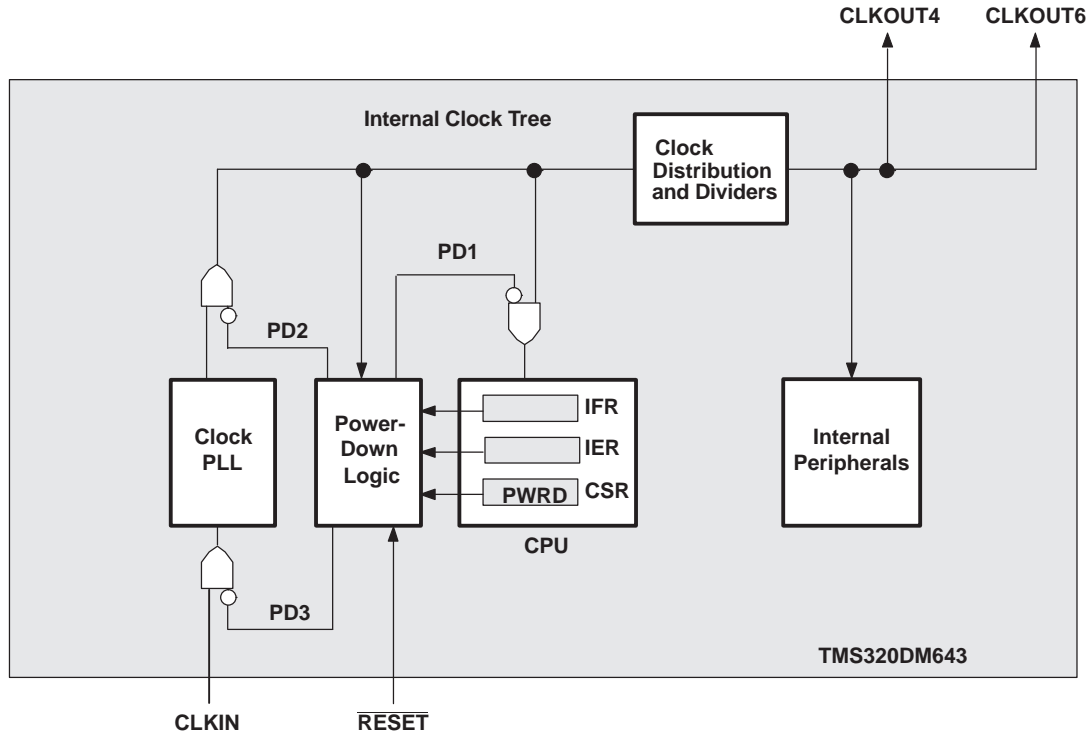 CLKOUT4
CLKOUT6
Internal Clock Tree
Clock
Distribution
and Dividers
PD1
PD2
Clock
PLL
Power-
Down
Logic
IFR
IER
PWRD
CSR
CPU
Internal
Peripherals
PD3
TMS320DM643
CLKIN
RESET